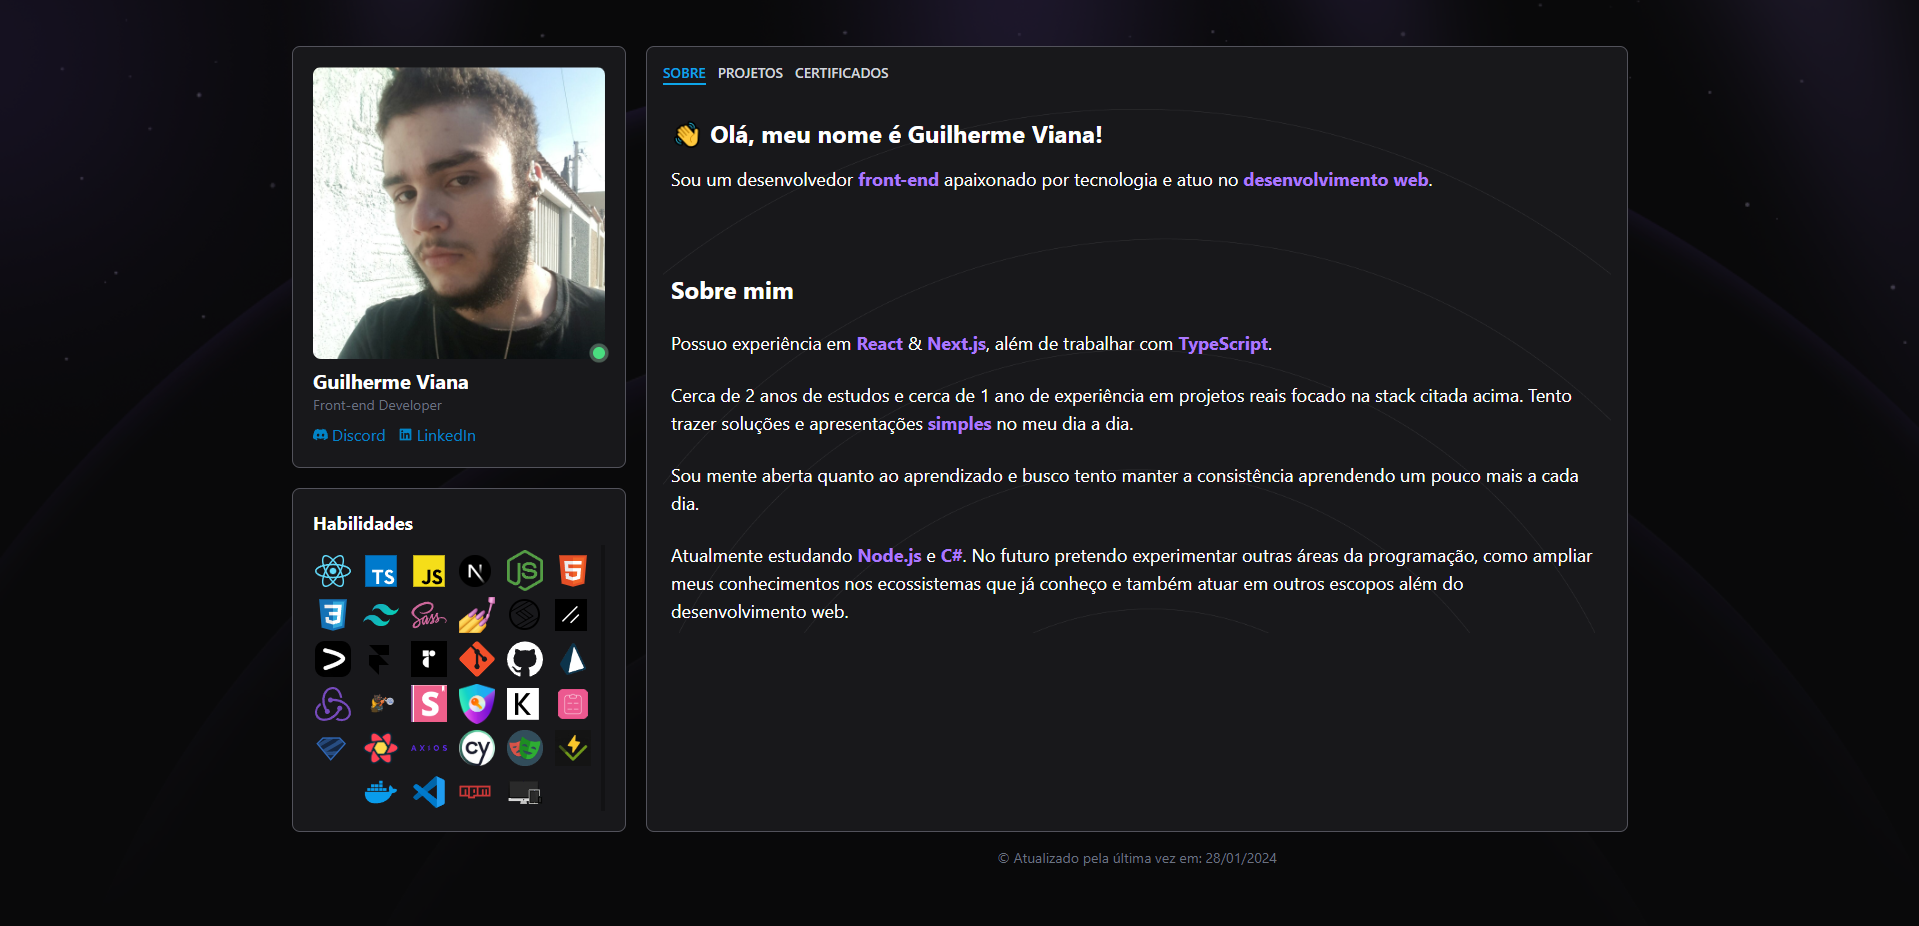 Guilherme Viana
Front-end Developer
Discord LinkedIn
Habilidades
TS JS N JS 5
3 Sass
r
S K
AXIOS cy
npm
SOBRE PROJETOS CERTIFICADOS
👋 Olá, meu nome é Guilherme Viana!
Sou um desenvolvedor front-end apaixonado por tecnologia e atuo no desenvolvimento web.
Sobre mim
Possuo experiência em React & Next.js, além de trabalhar com TypeScript.
Cerca de 2 anos de estudos e cerca de 1 ano de experiência em projetos reais focado na stack citada acima. Tento
trazer soluções e apresentações simples no meu dia a dia.
Sou mente aberta quanto ao aprendizado e busco tento manter a consistência aprendendo um pouco mais a cada
dia.
Atualmente estudando Node.js e C#. No futuro pretendo experimentar outras áreas da programação, como ampliar
meus conhecimentos nos ecossistemas que já conheço e também atuar em outros escopos além do
desenvolvimento web.
© Atualizado pela última vez em: 28/01/2024